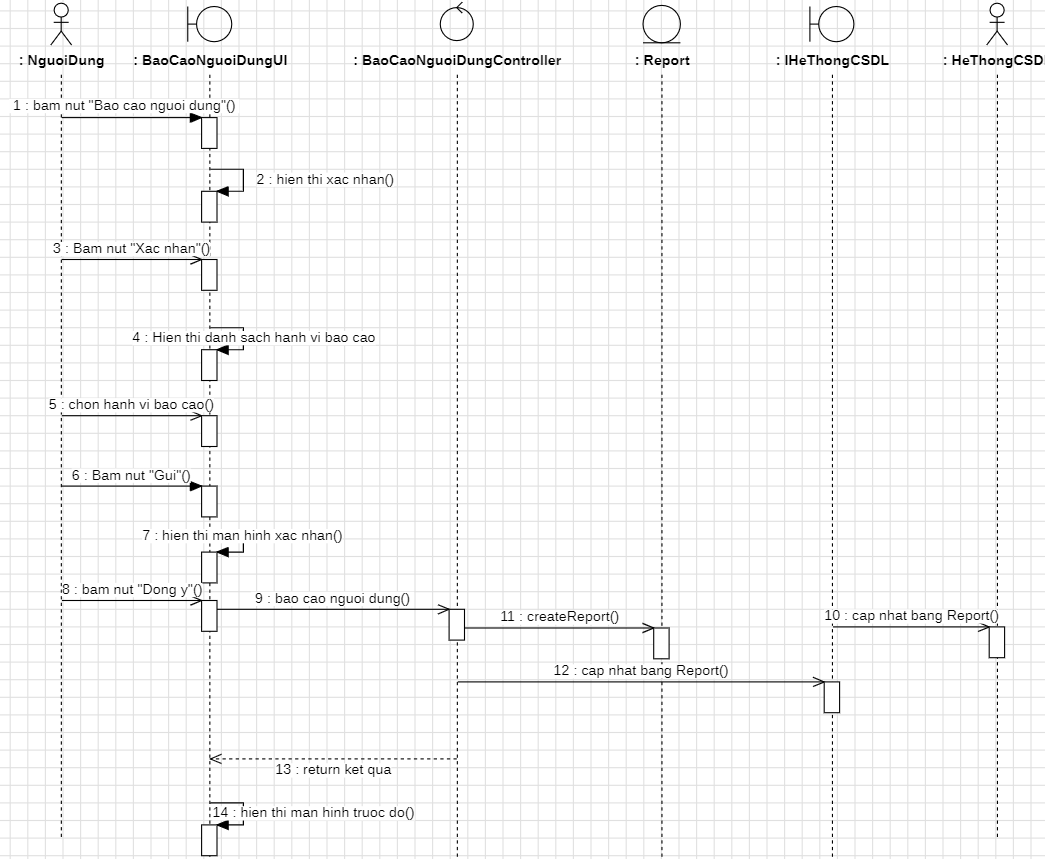 : NguoiDung
: BaoCaoNguoiDungUI
: BaoCaoNguoiDungController
: Report
: IHeThongCSDL
: HeThongCSD
1 : bam nut "Bao cao nguoi dung"()
2 : hien thi xac nhan()
3 : Bam nut "Xac nhan"()
4 : Hien thi danh sach hanh vi bao cao
5 : chon hanh vi bao cao()
6 : Bam nut "Gui"()
7 : hien thi man hinh xac nhan()
8 : bam nut "Dong y"()
9 : bao cao nguoi dung()
11 : createReport()
10 : cap nhat bang Report()
12 : cap nhat bang Report()
13 : return ket qua
14 : hien thi man hinh truoc do()